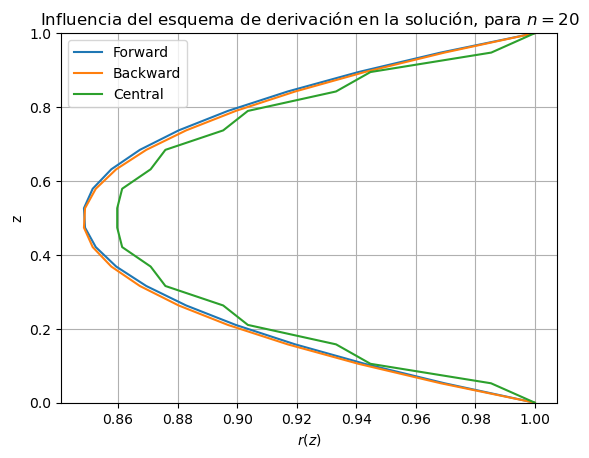 Influencia del esquema de derivación en la solución, para n = 20
1.0
Forward
Backward
Central
0.8
0.6
z
0.4
0.2
0.0
0.86 0.88 0.90 0.92 0.94 0.96 0.98 1.00
r(z)